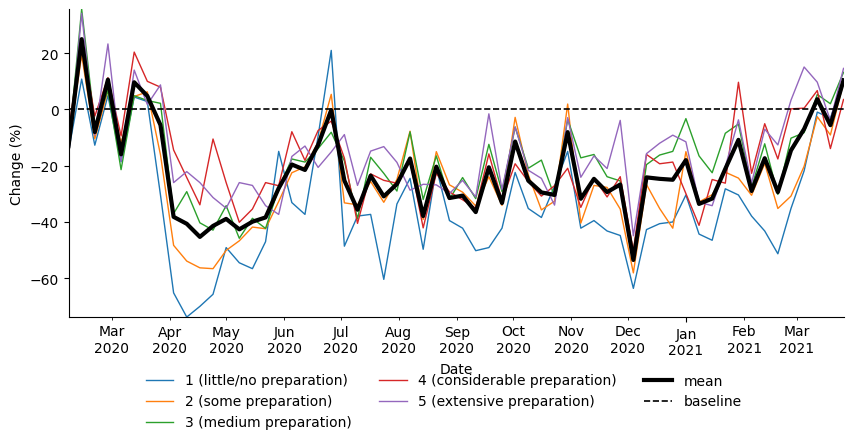 Change (%)
20
0
−20
−40
−60
Mar Apr May Jun Jul Aug Sep Oct Nov Dec Jan Feb Mar
2020 2020 2020 2020 2020 2020 2020 2020 2020 2020 2021 2021 2021
Date
1 (little/no preparation) 4 (considerable preparation) mean
2 (some preparation) 5 (extensive preparation) baseline
3 (medium preparation)